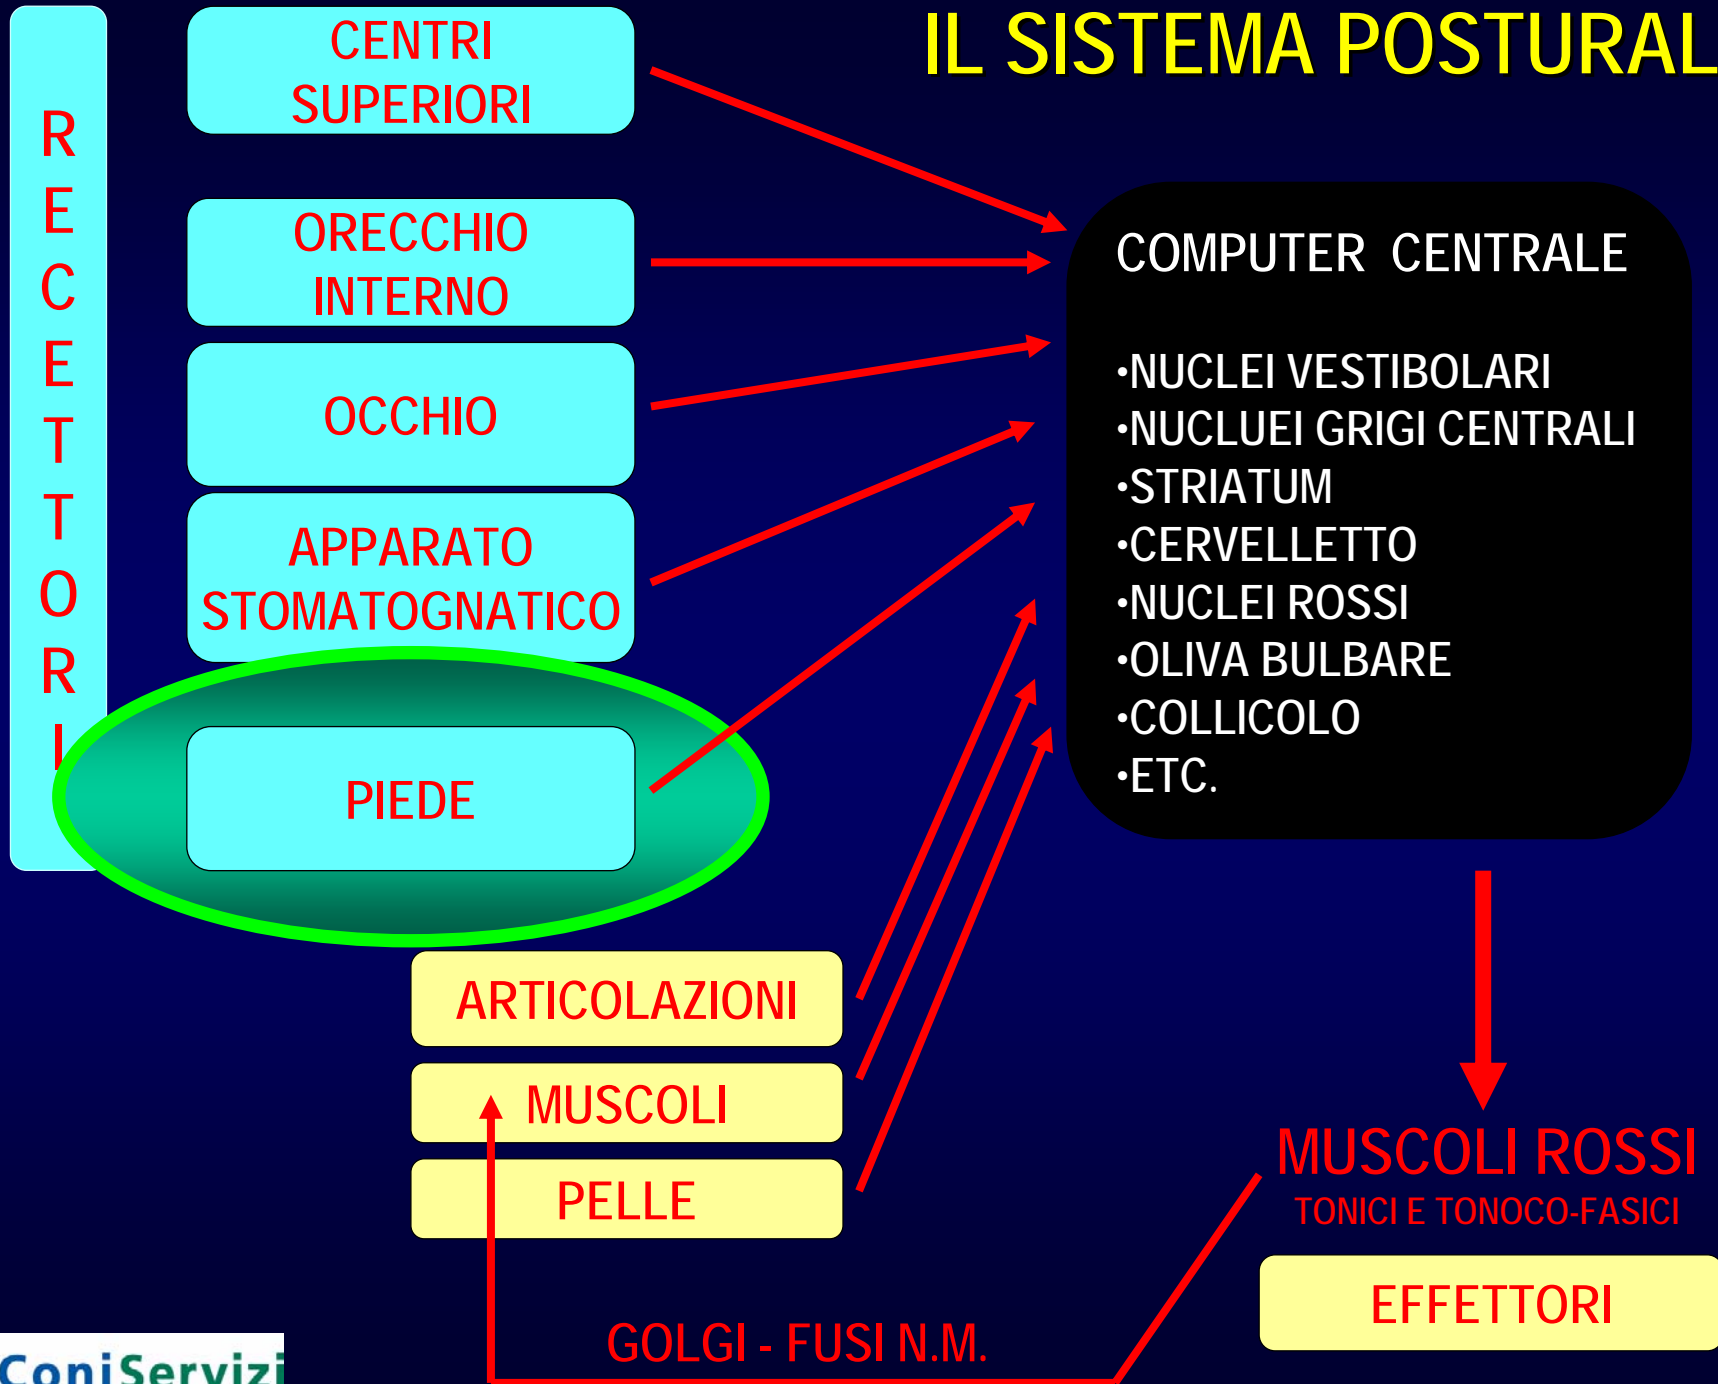 IL SISTEMA POSTURAL
RECETTORI
CENTRI
SUPERIORI
ORECCHIO
INTERNO
OCCHIO
APPARATO
STOMATOGNATICO
PIEDE
ARTICOLAZIONI
MUSCOLI
PELLE
COMPUTER CENTRALE
•NUCLEI VESTIBOLARI
•NUCLUEI GRIGI CENTRALI
•STRIATUM
•CERVELLETTO
•NUCLEI ROSSI
•OLIVA BULBARE
•COLLICOLO
•ETC.
MUSCOLI ROSSI
TONICI E TONOCO-FASICI
EFFETTORI
GOLGI - FUSI N.M.
ConiServizi